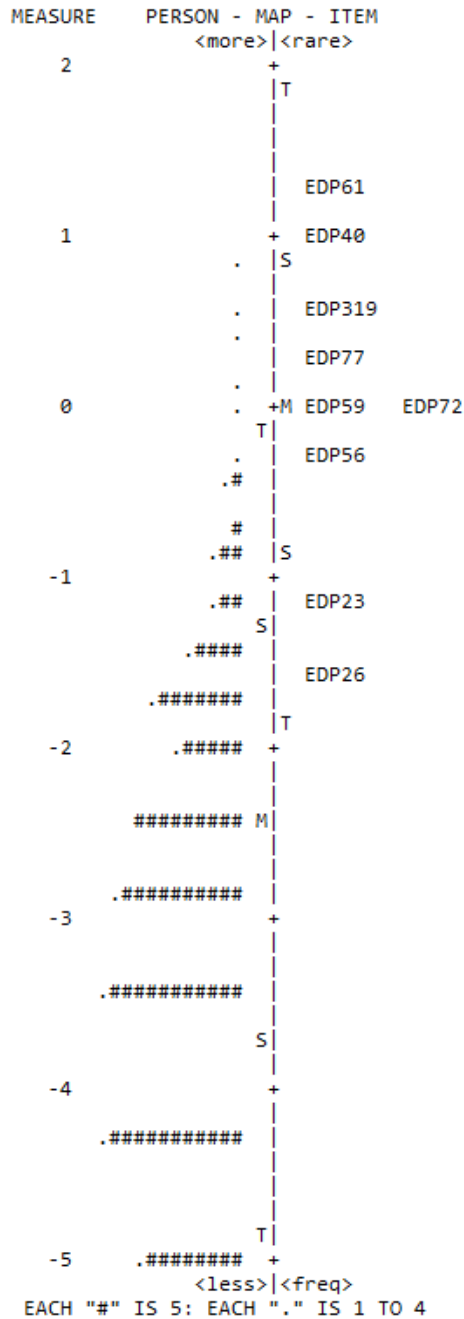 MEASURE PERSON - MAP - ITEM
<more>|<rare>
2 +
|T
|
|
|
| EDP61
|
1 + EDP40
. |S
|
. | EDP319
. |
| EDP77
. |
0 . +M EDP59 EDP72
T|
. | EDP56
.# |
|
# |
.## |S
-1 +
.## | EDP23
S|
.#### |
| EDP26
.####### |
|T
-2 .##### +
|
|
######### M|
|
|
.########## |
-3 +
|
|
.########### |
|
S|
|
-4 +
|
.########### |
|
|
|
T|
-5 .######## +
<less>|<freq>
EACH "#" IS 5: EACH "." IS 1 TO 4